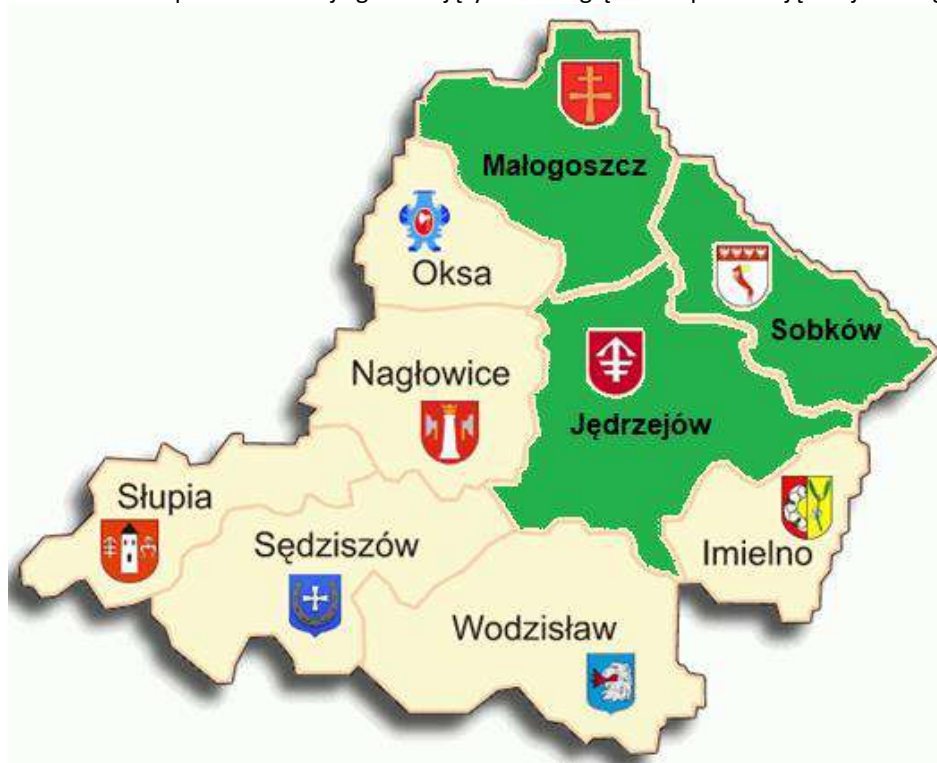 Małogoszcz
Oksa
Sobków
Nagłowice
Jędrzejów
Słupia
Sędziszów
Imielno
Wodzisław